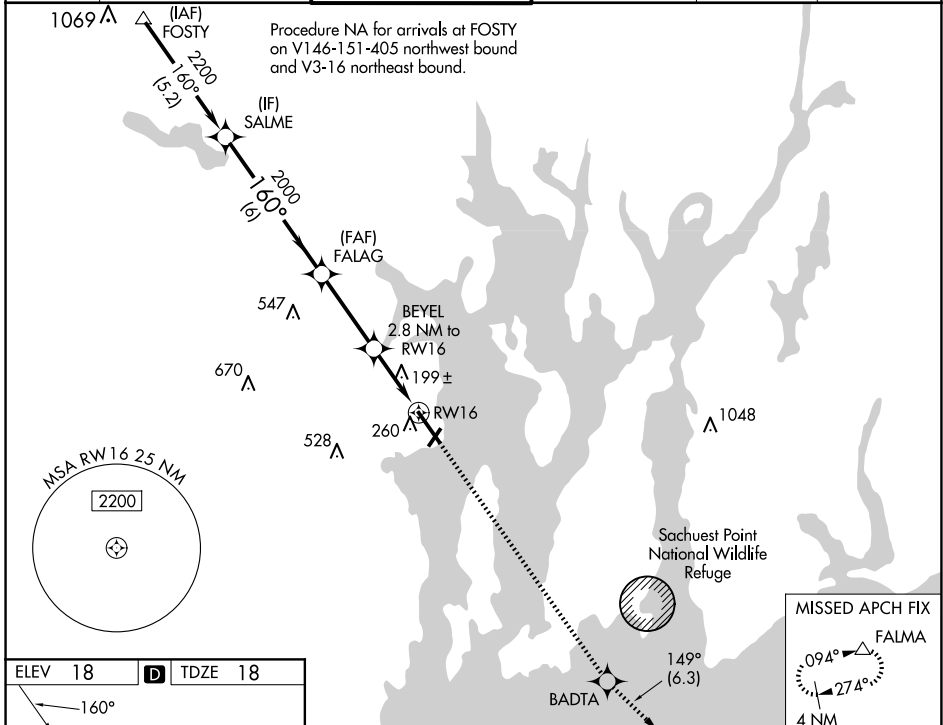 1069
(IAF)
FOSTY
Procedure NA for arrivals at FOSTY
on V146-151-405 northwest bound
and V3-16 northeast bound.
2200
160°
(5.2)
(IF)
SALME
2000
160°
(6)
(FAF)
FALAG
547
BEYEL
2.8 NM to
RW16
670
199±
RW16
260
528
1048
MSA RW16 25 NM
2200
Sachuest Point
National Wildlife
Refuge
MISSED APCH FIX
FALMA
094°
274°
4 NM
149°
(6.3)
BADTA
ELEV 18 D TDZE 18
160°